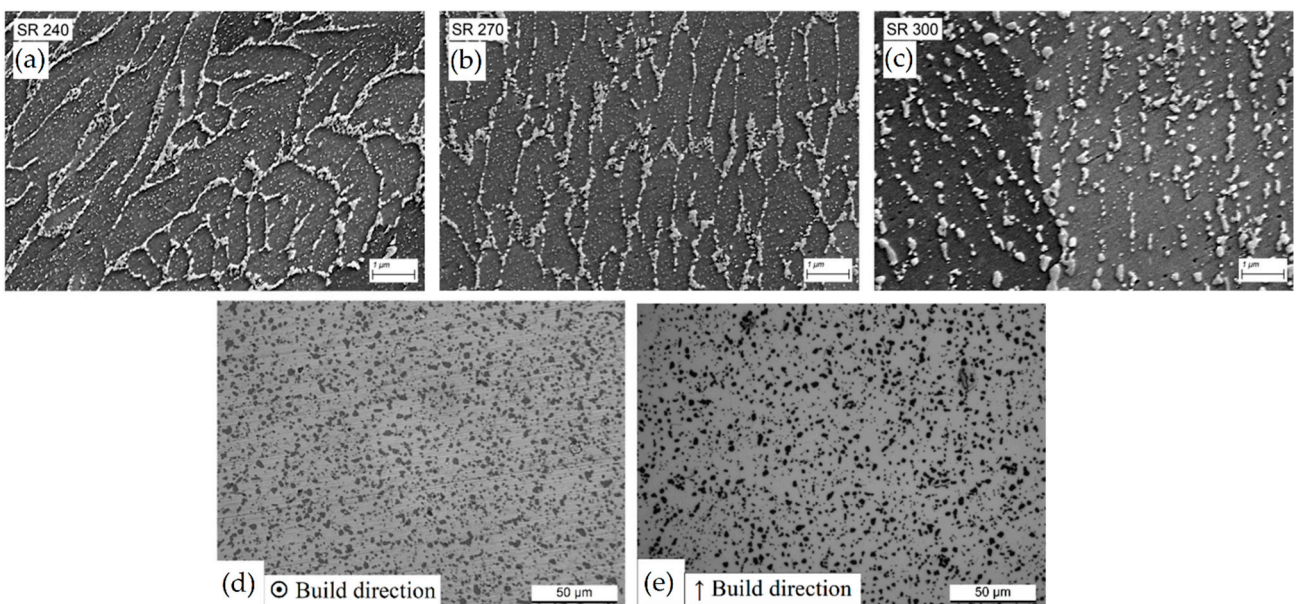 SR 240
(a)
1 µm
SR 270
(b)
1 µm
SR 300
(c)
1 µm
(d)
⊙ Build direction
50 µm
(e)
↑ Build direction
50 µm